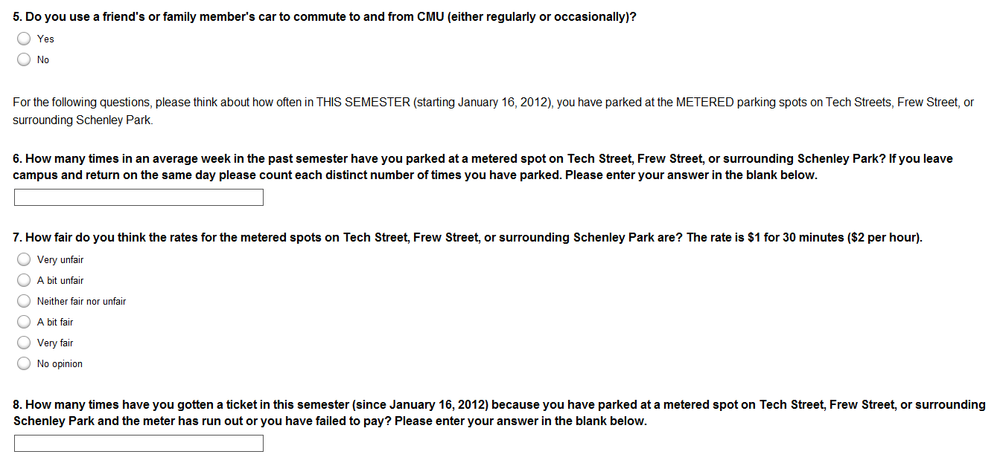 5. Do you use a friend's or family member's car to commute to and from CMU (either regularly or occasionally)?
Yes
No
For the following questions, please think about how often in THIS SEMESTER (starting January 16, 2012), you have parked at the METERED parking spots on Tech Streets, Frew Street, or
surrounding Schenley Park.
6. How many times in an average week in the past semester have you parked at a metered spot on Tech Street, Frew Street, or surrounding Schenley Park? If you leave
campus and return on the same day please count each distinct number of times you have parked. Please enter your answer in the blank below.
7. How fair do you think the rates for the metered spots on Tech Street, Frew Street, or surrounding Schenley Park are? The rate is $1 for 30 minutes ($2 per hour).
Very unfair
A bit unfair
Neither fair nor unfair
A bit fair
Very fair
No opinion
8. How many times have you gotten a ticket in this semester (since January 16, 2012) because you have parked at a metered spot on Tech Street, Frew Street, or surrounding
Schenley Park and the meter has run out or you have failed to pay? Please enter your answer in the blank below.